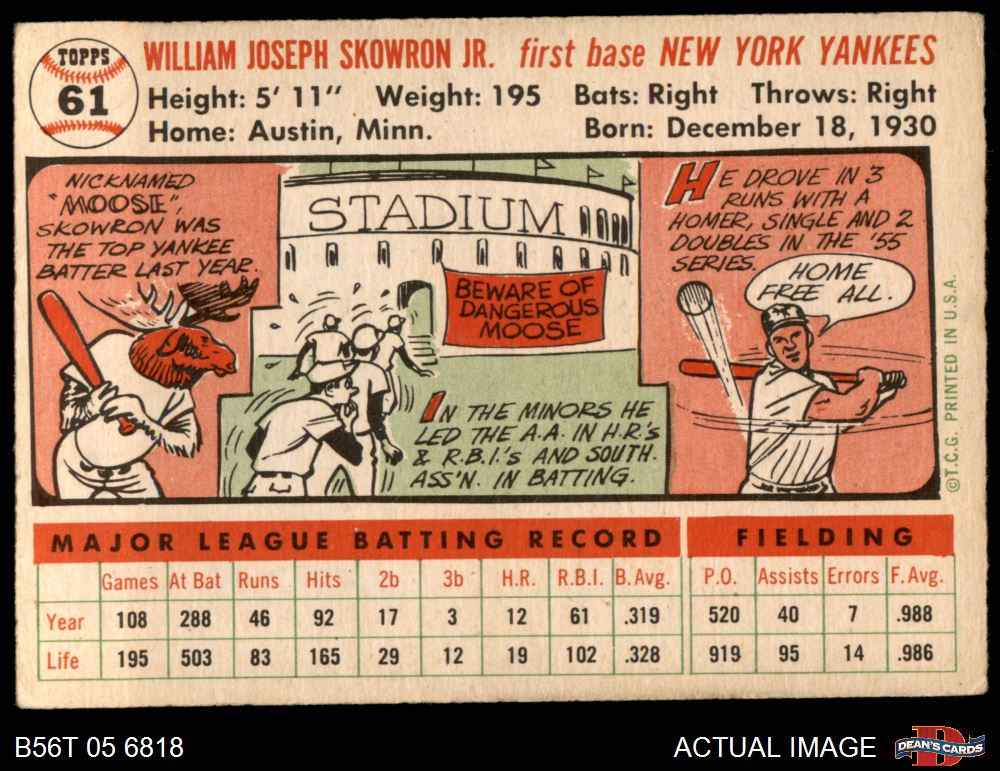 TOPPS
61
WILLIAM JOSEPH SKOWRON JR. first base NEW YORK YANKEES
Height: 5' 11" Weight: 195 Bats: Right Throws: Right
Home: Austin, Minn. Born: December 18, 1930
NICKNAMED
"MOOSE",
SKOWRON WAS
THE TOP YANKEE
BATTER LAST YEAR.
STADIUM
BEWARE OF
DANGEROUS
MOOSE
IN THE MINORS HE
LED THE A.A. IN H.R.'s
& R.B.I.'s AND SOUTH.
ASS'N. IN BATTING.
HE DROVE IN 3
RUNS WITH A
HOMER, SINGLE AND 2
DOUBLES IN THE '55
SERIES.
HOME
FREE ALL.
©T.C.G. PRINTED IN U.S.A.
MAJOR LEAGUE BATTING RECORD FIELDING
Games At Bat Runs Hits 2b 3b H.R. R.B.I. B. Avg. P.O. Assists Errors F. Avg.
Year 108 288 46 92 17 3 12 61 .319 520 40 7 .988
Life 195 503 83 165 29 12 19 102 .328 919 95 14 .986
B56T 05 6818 ACTUAL IMAGE
D
DEAN'S CARDS